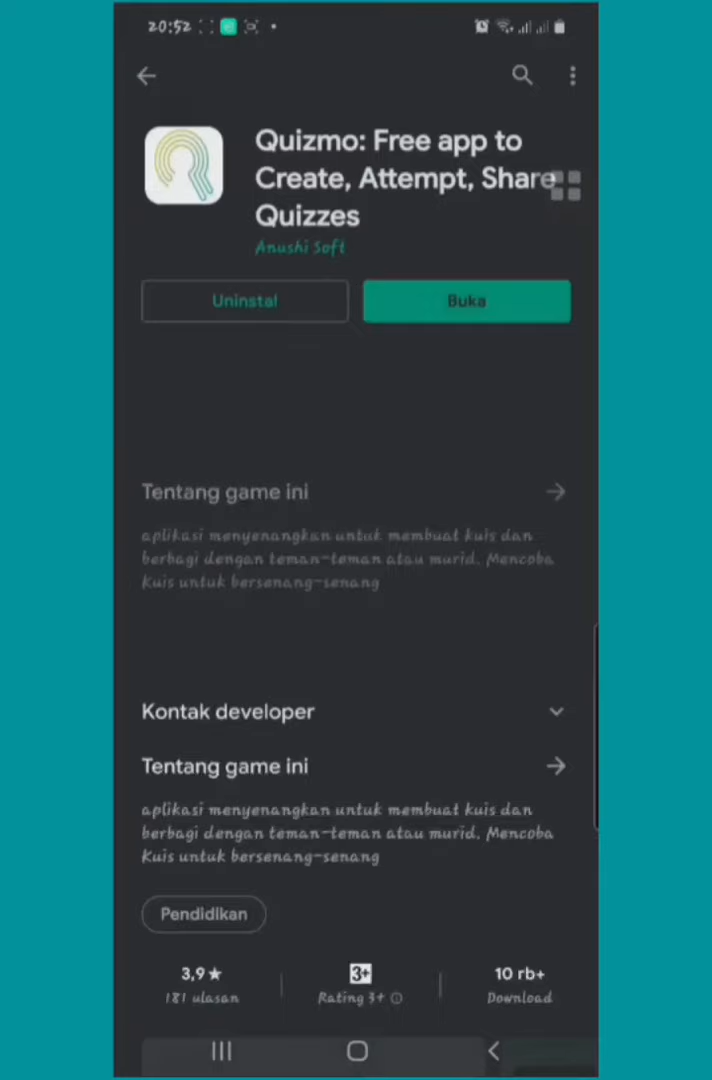 20:52
Quizmo: Free app to
Create, Attempt, Share
Quizzes
Anushi Soft
Uninstal
Buka
Tentang game ini
aplikasi menyenangkan untuk membuat kuis dan
berbagi dengan teman-teman atau murid. Mencoba
Kuis untuk bersenang-senang
Kontak developer
Tentang game ini
aplikasi menyenangkan untuk membuat kuis dan
berbagi dengan teman-teman atau murid. Mencoba
Kuis untuk bersenang-senang
Pendidikan
3,9★ 3+ 10 rb+
181 ulasan Rating 3+ Download